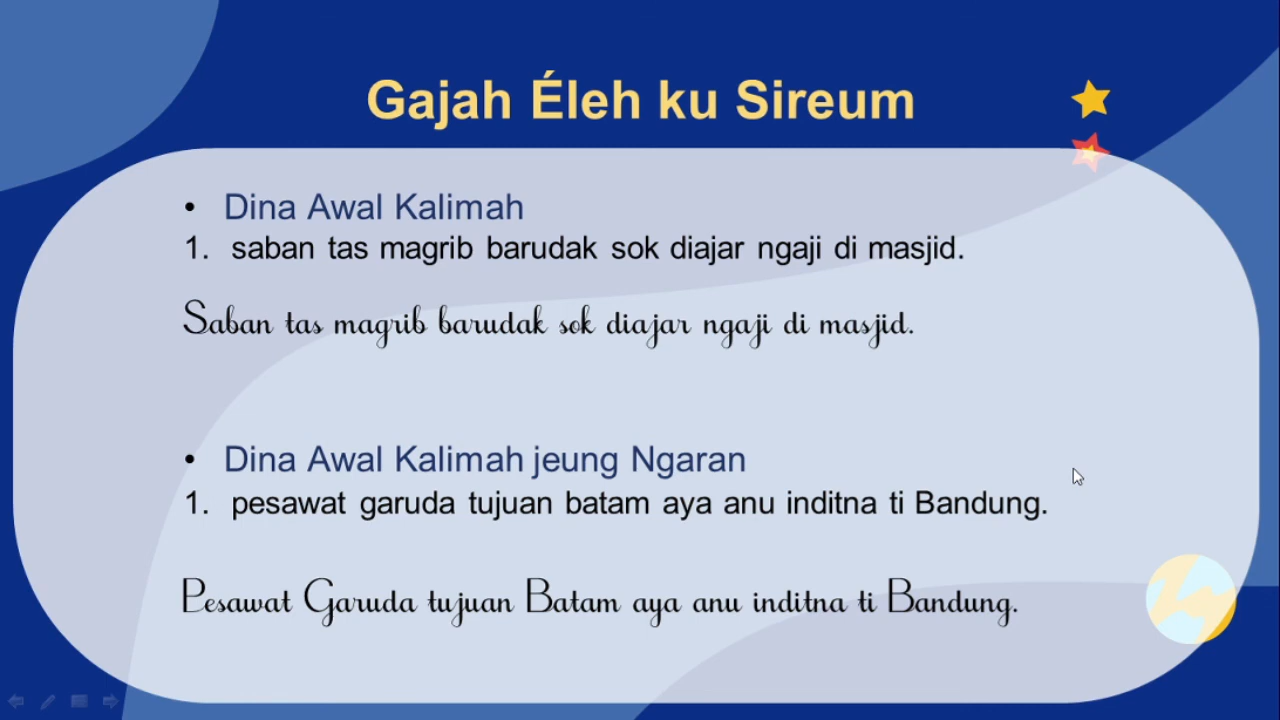 Gajah Éleh ku Sireum
• Dina Awal Kalimah
1. saban tas magrib barudak sok diajar ngaji di masjid.
Saban tas magrib barudak sok diajar ngaji di masjid.
• Dina Awal Kalimah jeung Ngaran
1. pesawat garuda tujuan batam aya anu inditna ti Bandung.
Pesawat Garuda tujuan Batam aya anu inditna ti Bandung.